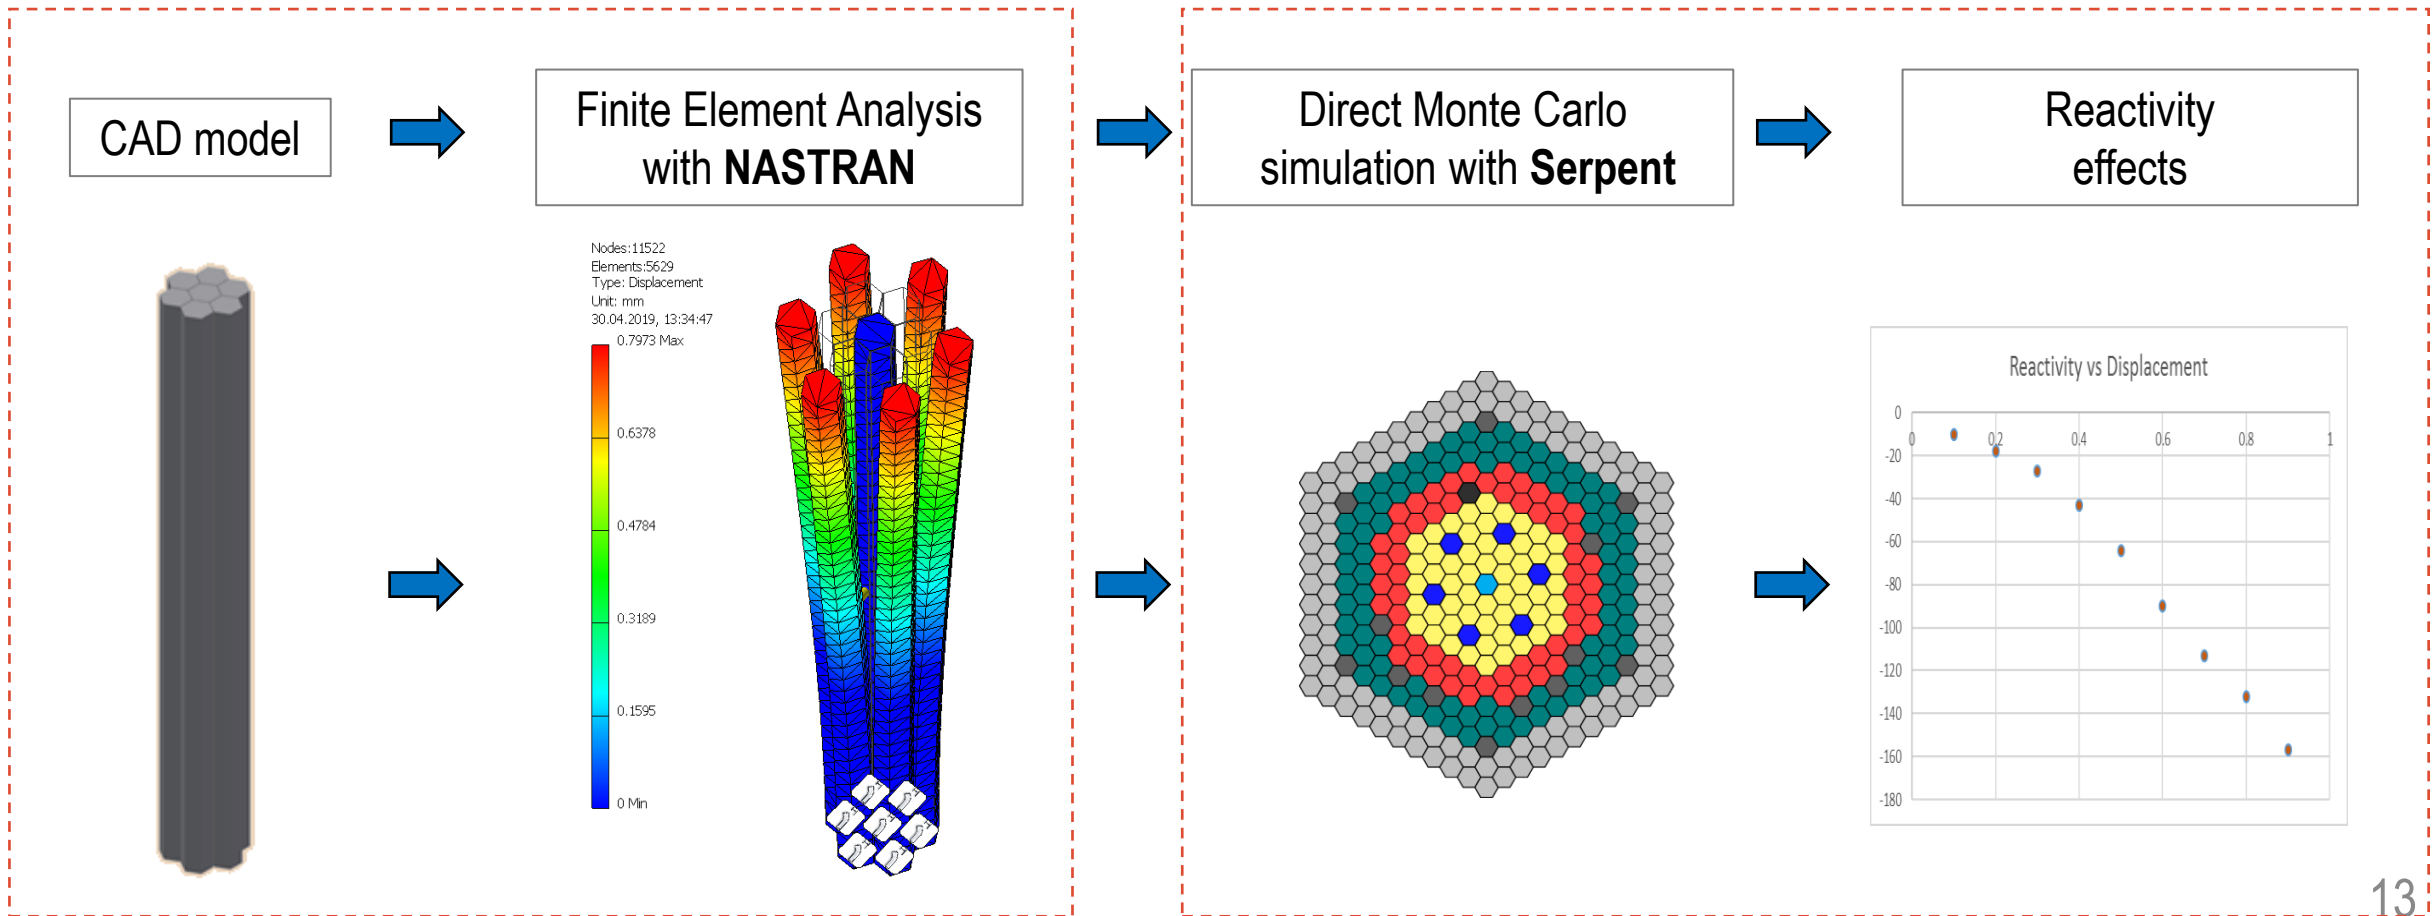 CAD model
Finite Element Analysis
with NASTRAN
Direct Monte Carlo
simulation with Serpent
Reactivity
effects
Nodes:11522
Elements:5629
Type: Displacement
Unit: mm
30.04.2019, 13:34:47
0.7973 Max
0.6378
0.4784
0.3189
0.1595
0 Min
Reactivity vs Displacement
0
0 0.2 0.4 0.6 0.8 1
-20
-40
-60
-80
-100
-120
-140
-160
-180
13